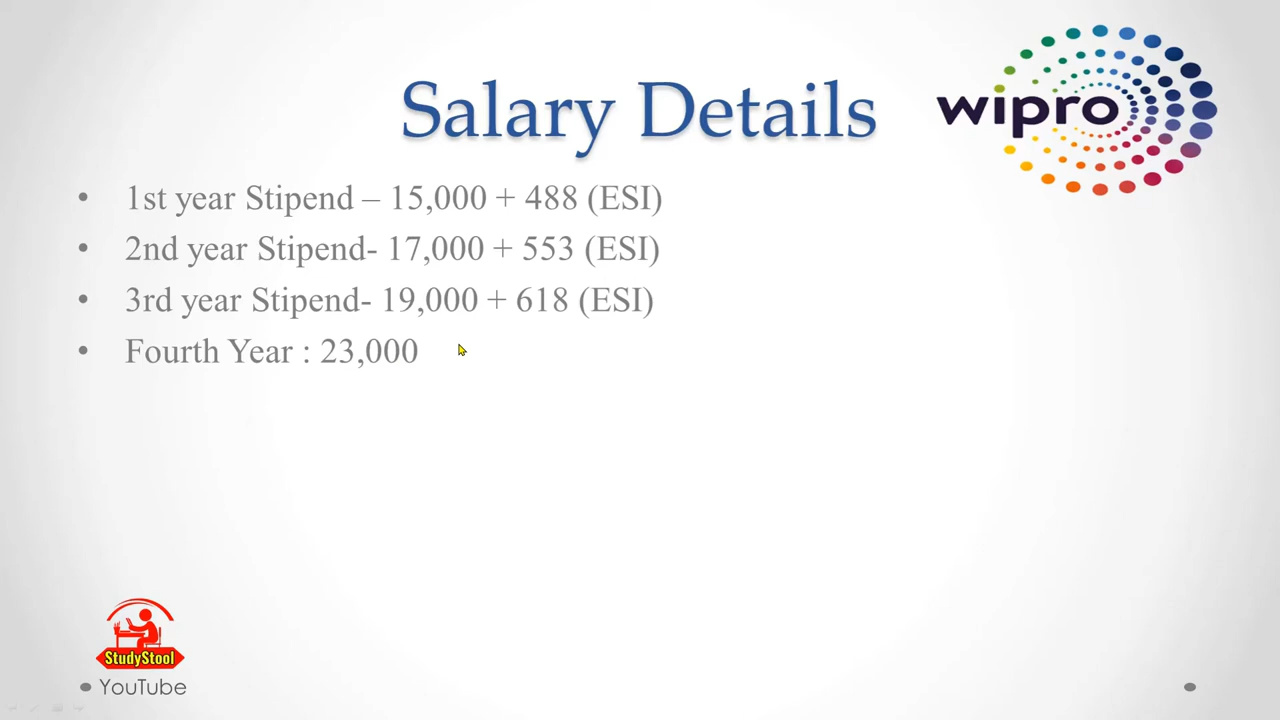 Salary Details
wipro
• 1st year Stipend – 15,000 + 488 (ESI)
• 2nd year Stipend- 17,000 + 553 (ESI)
• 3rd year Stipend- 19,000 + 618 (ESI)
• Fourth Year : 23,000
StudyStool
YouTube